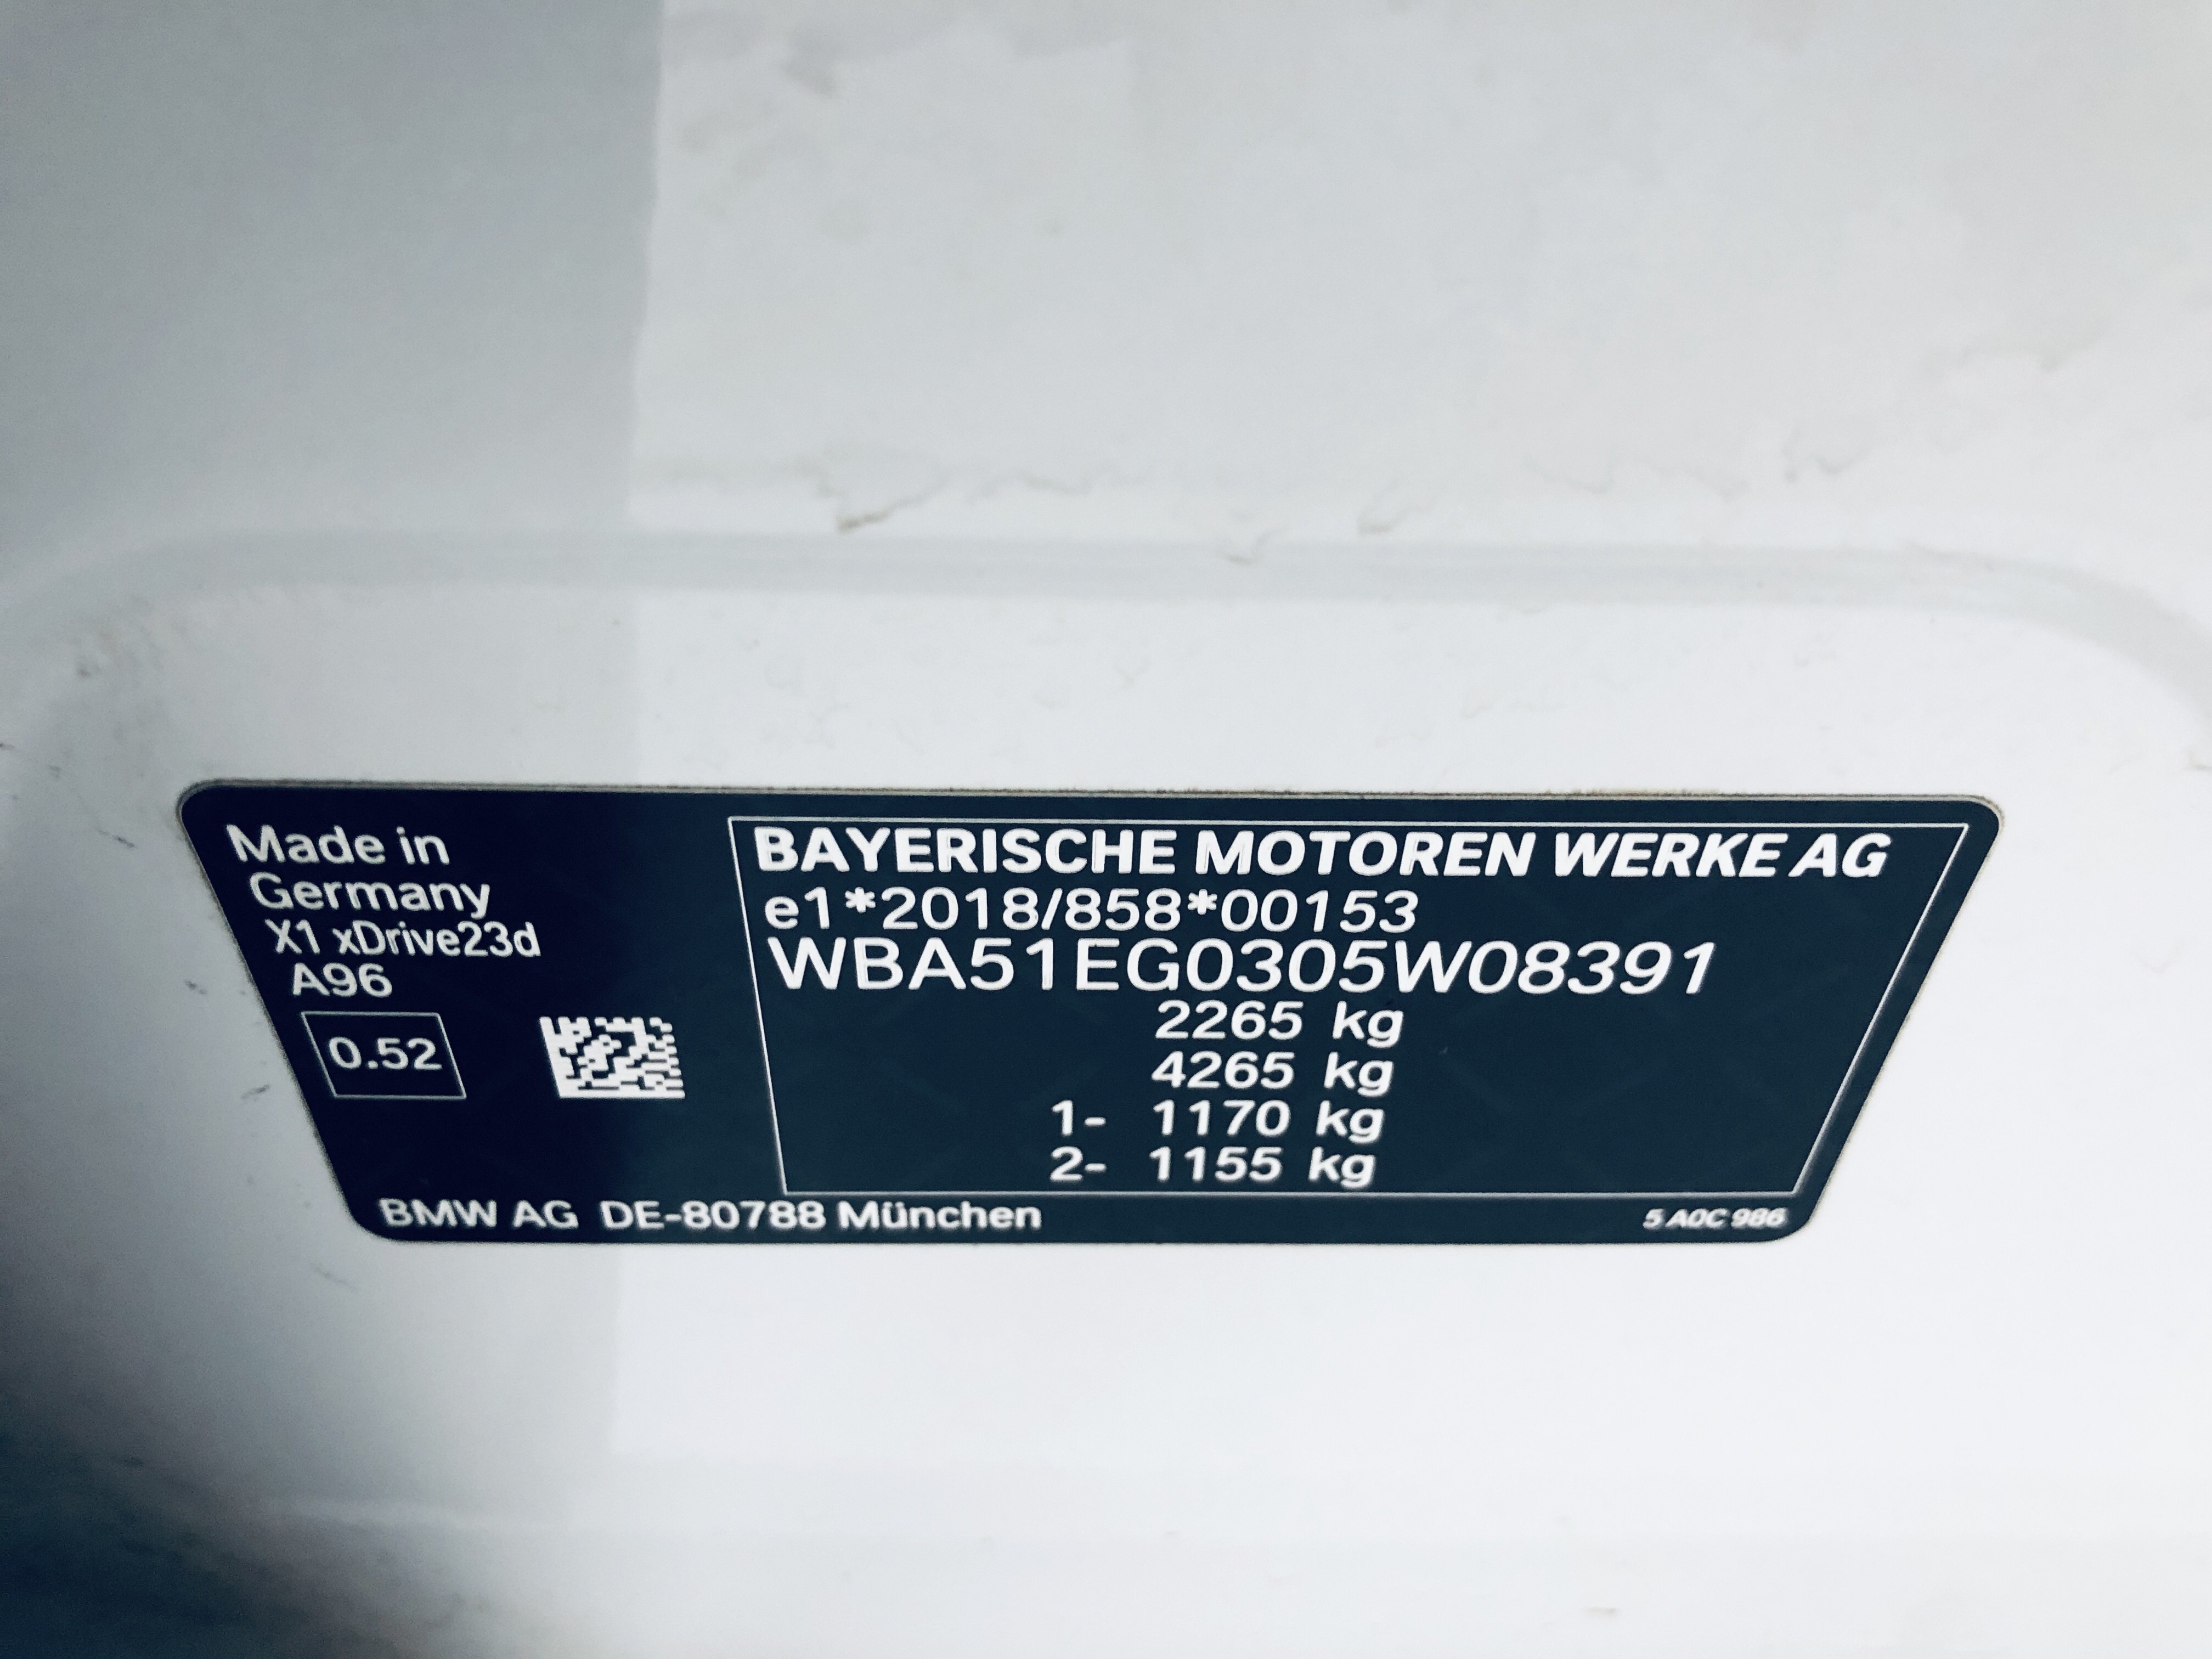 Made in
Germany
X1 xDrive23d
A96
0.52
BAYERISCHE MOTOREN WERKE AG
e1*2018/858*00153
WBA51EG0305W08391
2265 kg
4265 kg
1- 1170 kg
2- 1155 kg
BMW AG DE-80788 München
5 A0C 986